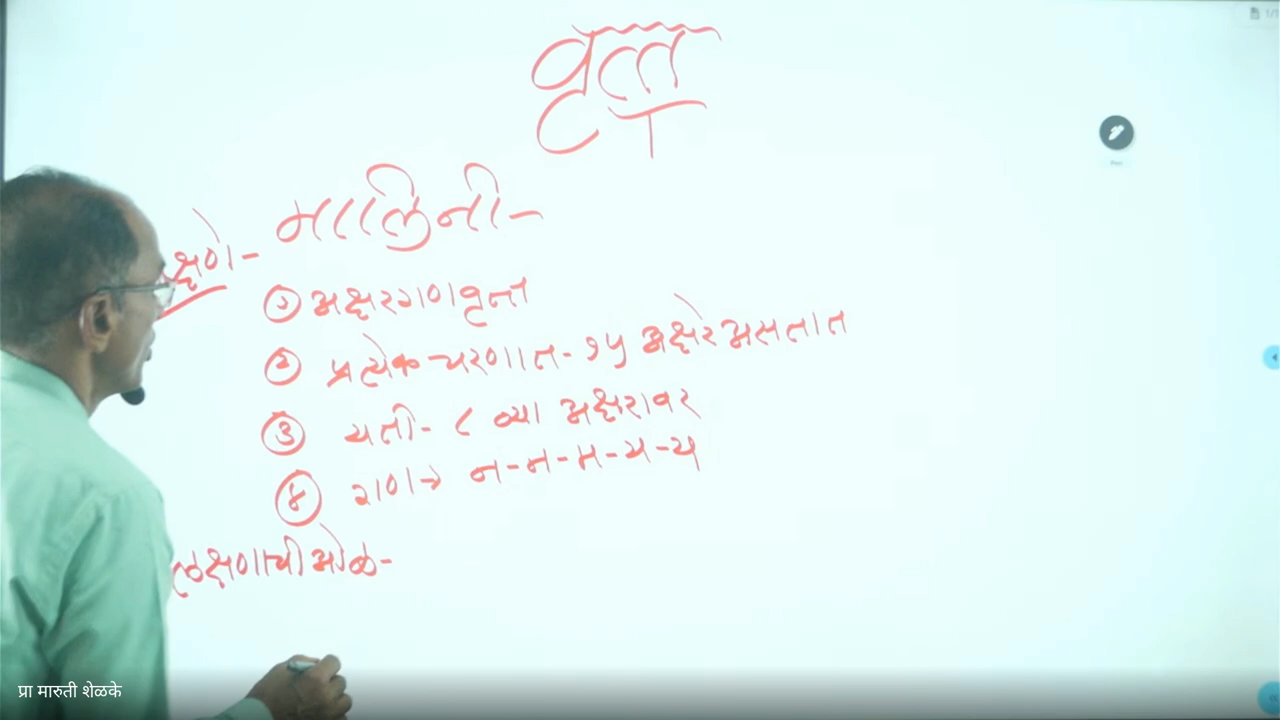 वृत्त
मालिनी-
क्षणे-
① अक्षरगणवृत्त
② प्रत्येक चरणात- १५ अक्षरे असतात
③ यती- ८ व्या अक्षरावर
④ गण→ न-न-म-य-य
लक्षणाची ओळ-
प्रा मारुती शेळके